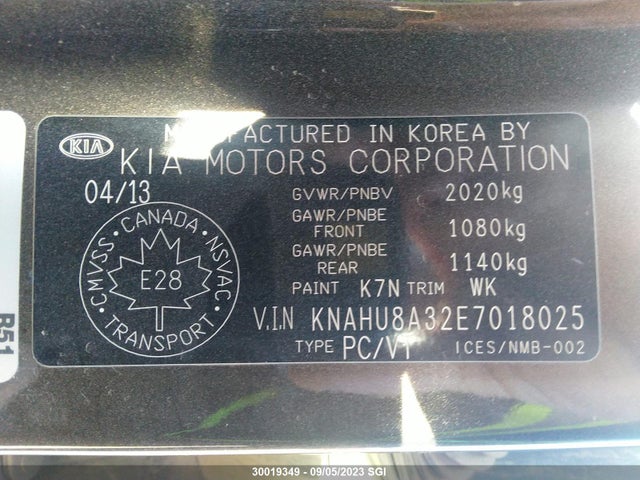 MANUFACTURED IN KOREA BY
KIA KIA MOTORS CORPORATION
04/13 GVWR/PNBV 2020kg
GAWR/PNBE FRONT 1080kg
GAWR/PNBE REAR 1140kg
PAINT K7N TRIM WK
CMVSS · CANADA · NSVAC · TRANSPORT ·
E28
V.I.N KNAHU8A32E7018025
TYPE PC/VT ICES/NMB-002
B51
30019349 - 09/05/2023 SGI